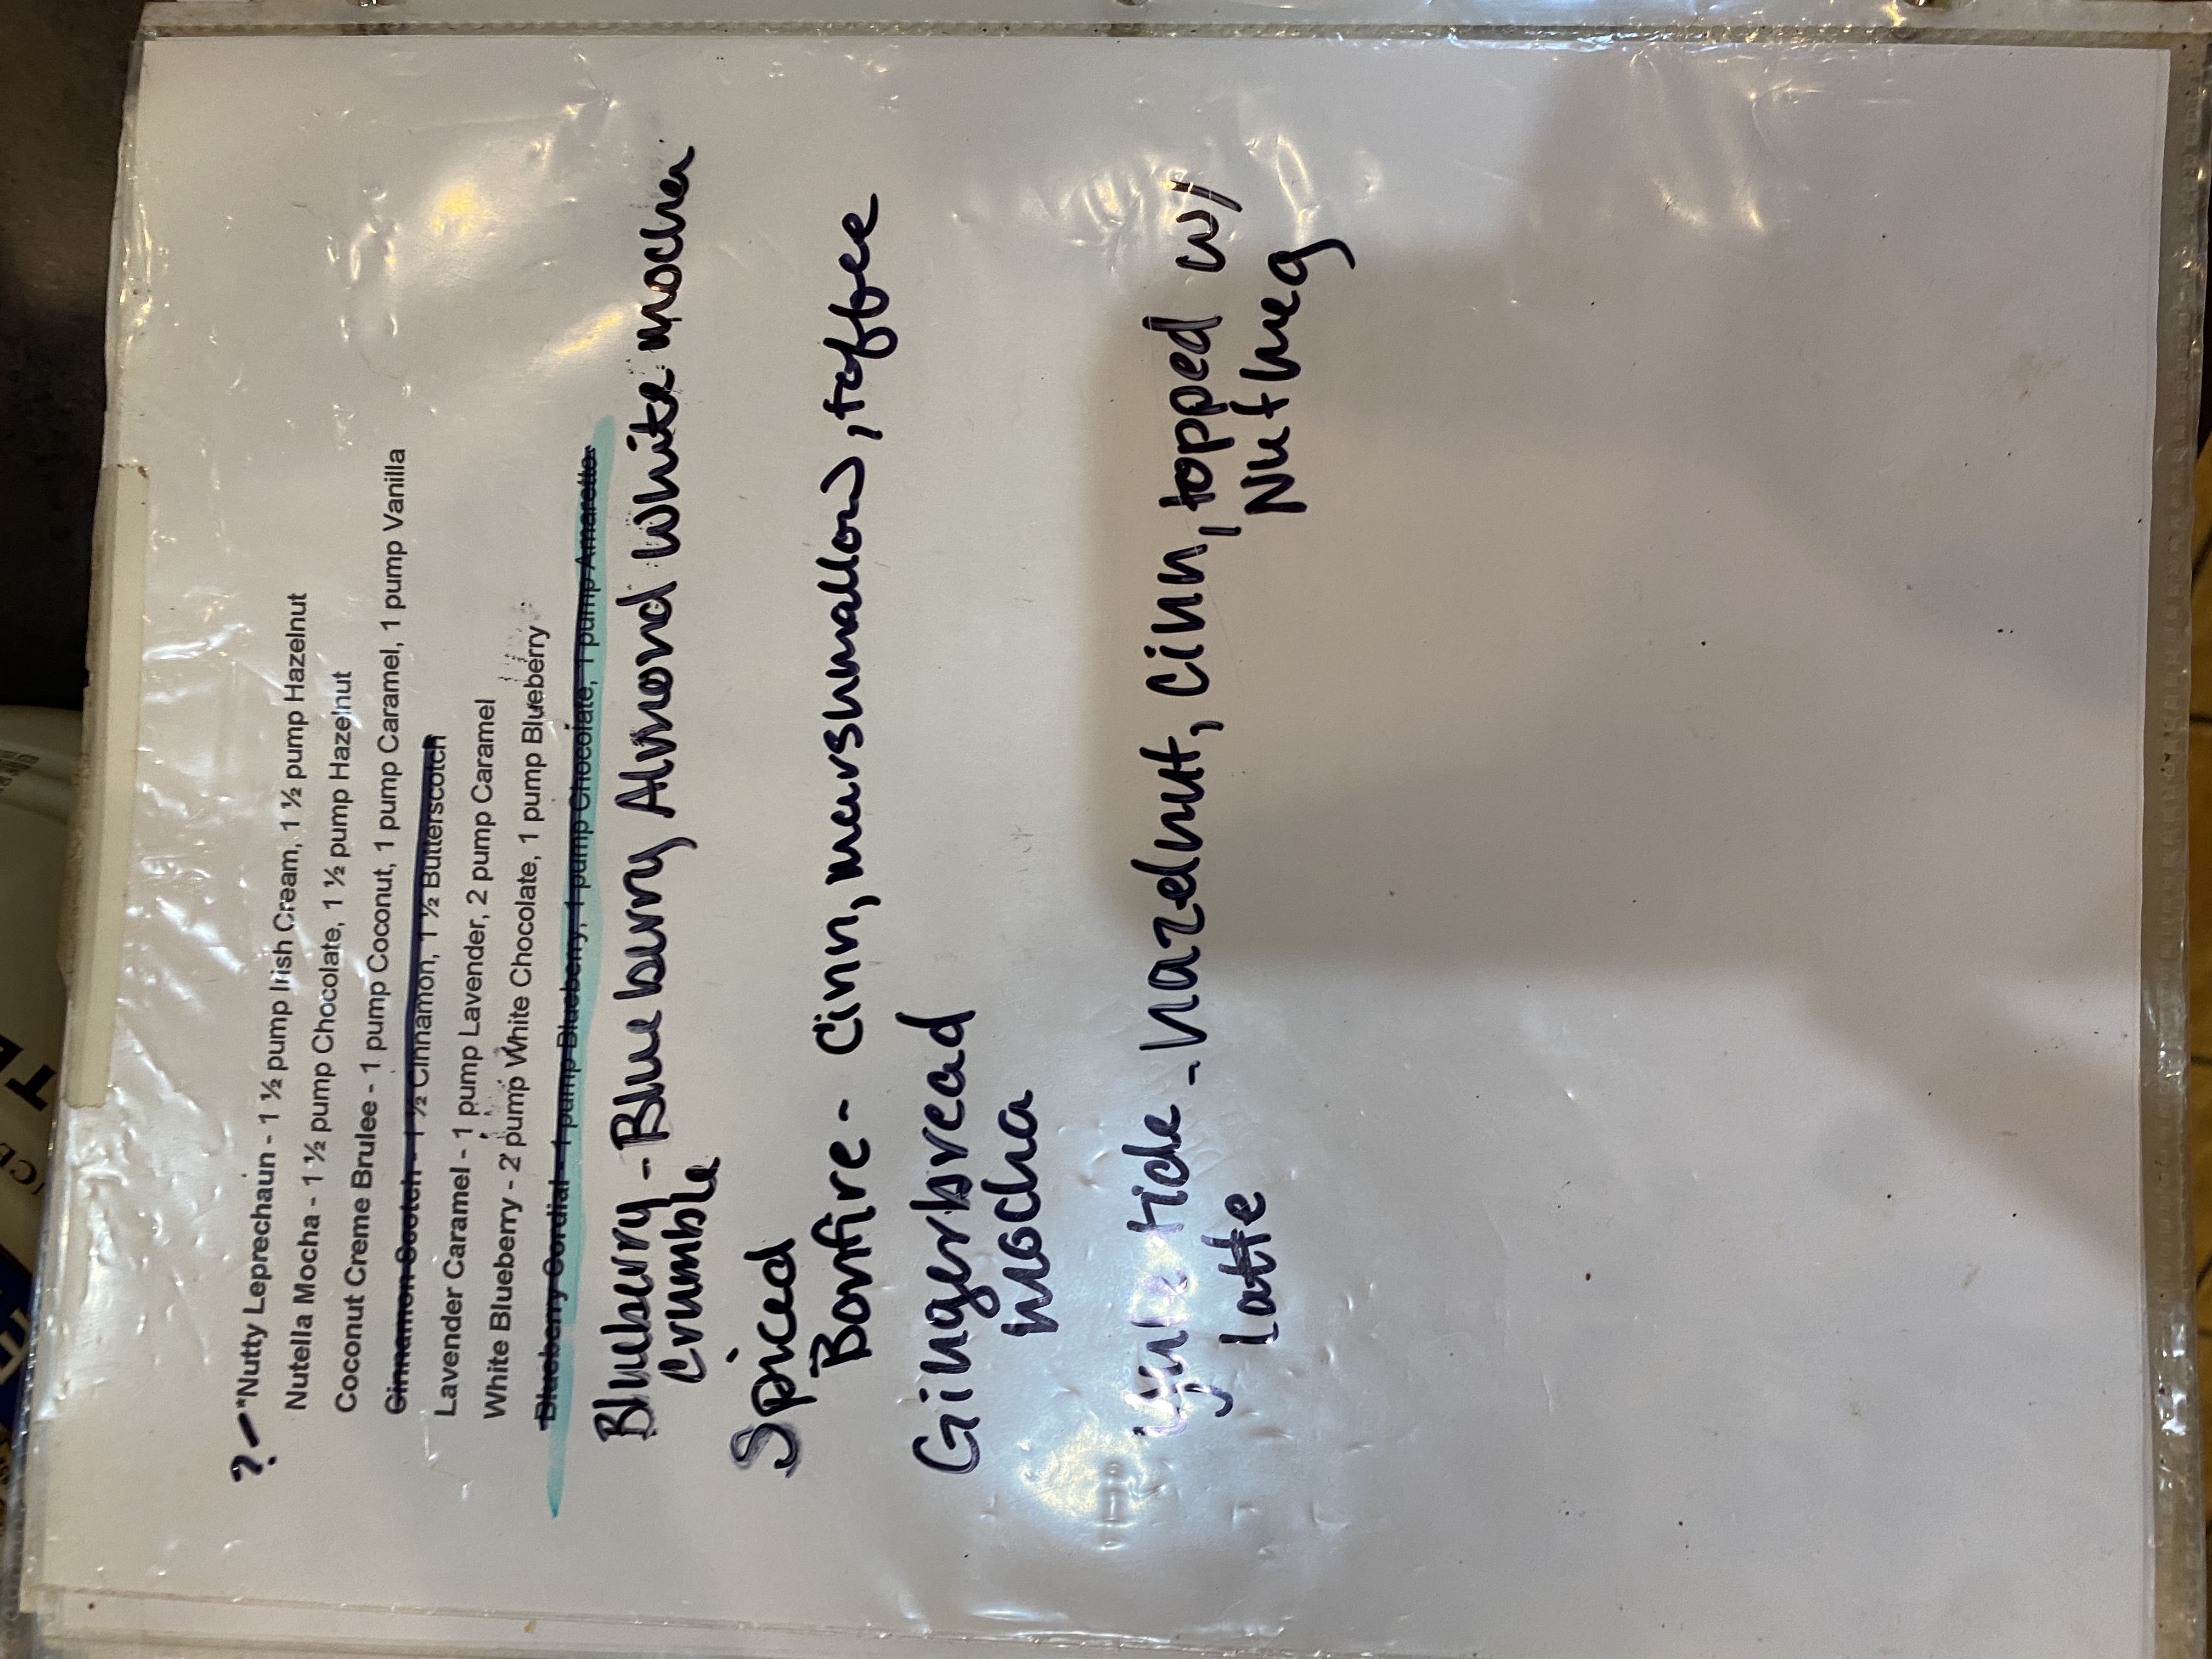 ? - *Nutty Leprechaun - 1 ½ pump Irish Cream, 1 ½ pump Hazelnut
Nutella Mocha - 1 ½ pump Chocolate, 1 ½ pump Hazelnut
Coconut Creme Brulee - 1 pump Coconut, 1 pump Caramel, 1 pump Vanilla
Cinnamon Scotch - 1 ½ Cinnamon, 1 ½ Butterscotch
Lavender Caramel - 1 pump Lavender, 2 pump Caramel
White Blueberry - 2 pump White Chocolate, 1 pump Blueberry
Blueberry Cordial - 1 pump Blueberry, 1 pump Chocolate, 1 pump Amaretto
Blueberry - Blue burry Almond White mocha
Crumble
Spiced
Bonfire - Cinn, marshmallow, toffee
Gingerbread
mocha
Yule tide - hazelnut, Cinn, topped w/
latte Nutmeg